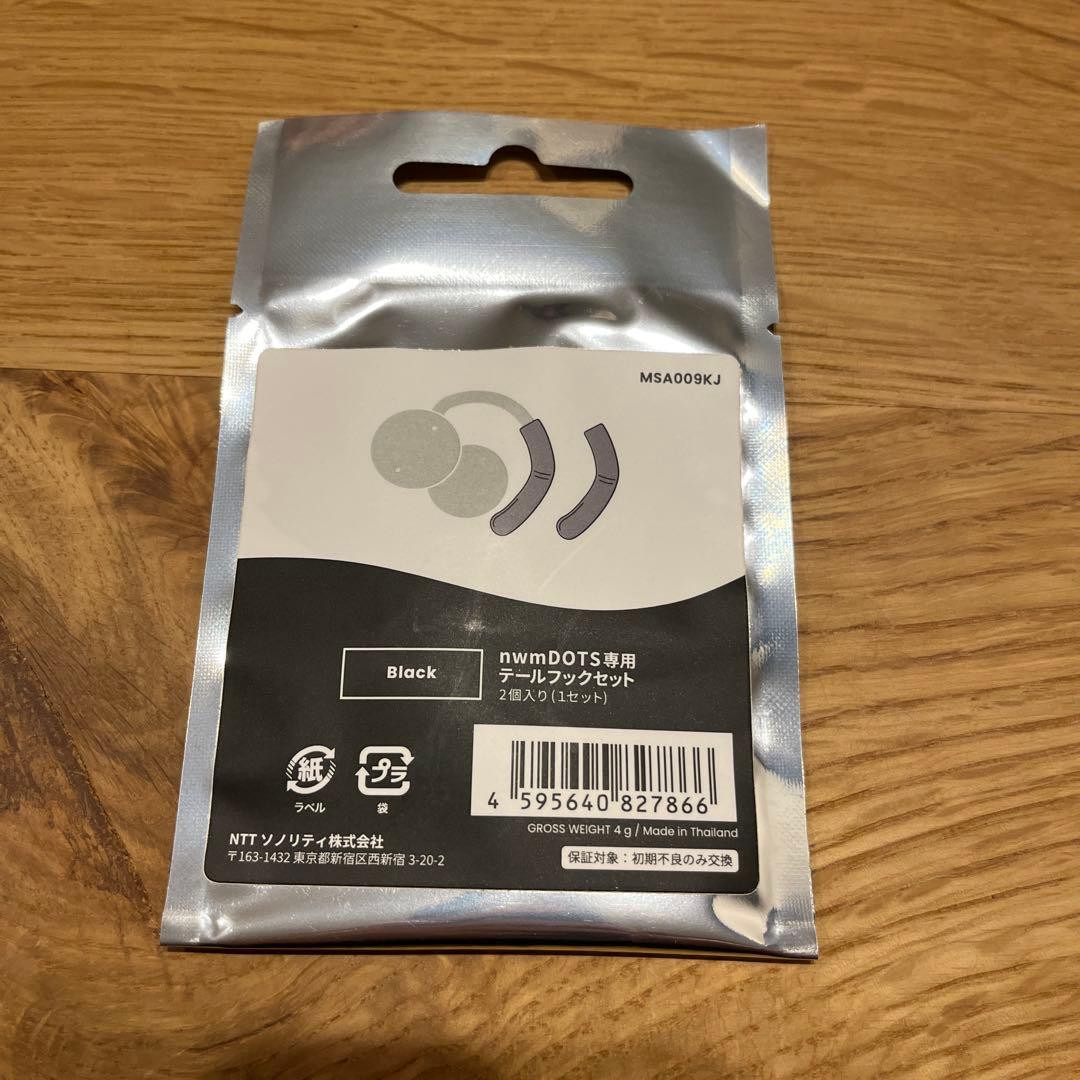 MSA009KJ
Black
nwmDOTS専用
テールフックセット
2個入り(1セット)
紙
ラベル
プラ
袋
4 595640 827866
GROSS WEIGHT 4 g / Made in Thailand
NTT ソノリティ株式会社
〒163-1432 東京都新宿区西新宿 3-20-2
保証対象：初期不良のみ交換